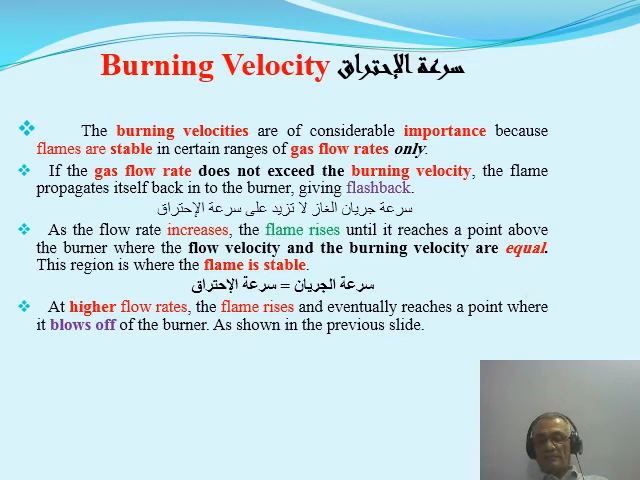 Burning Velocity سرعة الإحتراق
❖ The burning velocities are of considerable importance because
flames are stable in certain ranges of gas flow rates only.
❖ If the gas flow rate does not exceed the burning velocity, the flame
propagates itself back in to the burner, giving flashback.
سرعة جريان الغاز لا تزيد على سرعة الإحتراق
❖ As the flow rate increases, the flame rises until it reaches a point above
the burner where the flow velocity and the burning velocity are equal.
This region is where the flame is stable.
سرعة الجريان = سرعة الإحتراق
❖ At higher flow rates, the flame rises and eventually reaches a point where
it blows off of the burner. As shown in the previous slide.